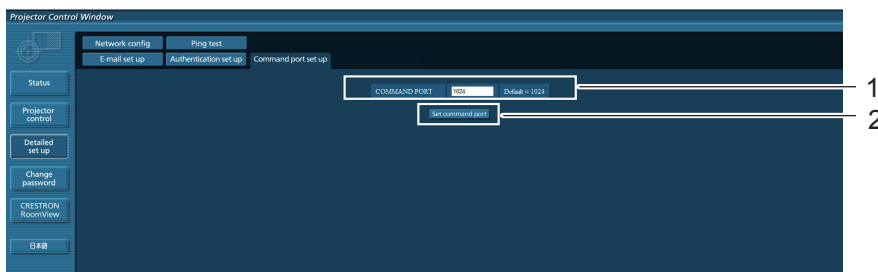 Projector Control Window
Network config
Ping test
E-mail set up
Authentication set up
Command port set up
Status
COMMAND PORT
1024
Default = 1024
1
Set command port
2
Projector
control
Detailed
set up
Change
password
CRESTRON
RoomView
日本語